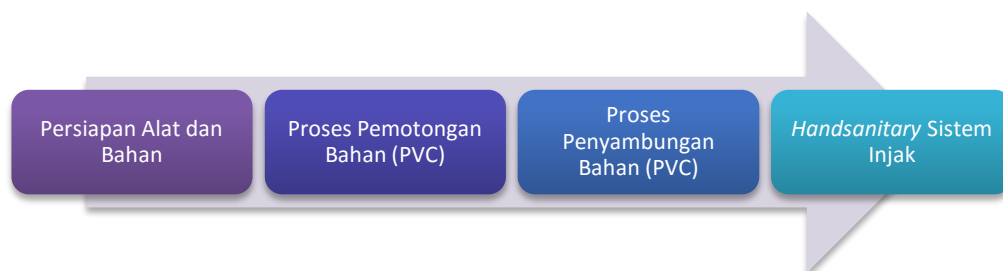 Persiapan Alat dan
Bahan
Proses Pemotongan
Bahan (PVC)
Proses
Penyambungan
Bahan (PVC)
Handsanitary Sistem
Injak